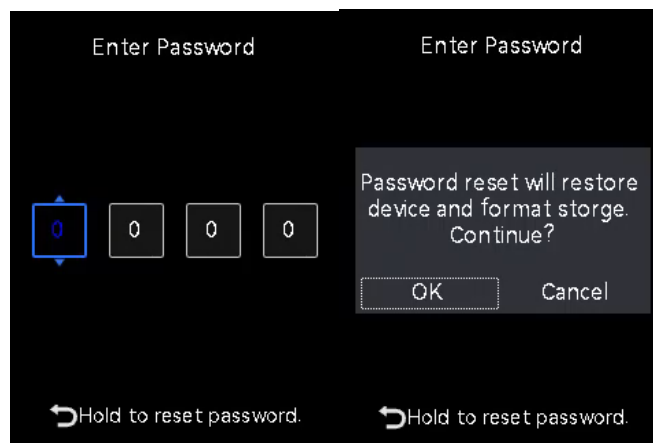 Enter Password
0 0 0 0
Hold to reset password.
Enter Password
Password reset will restore
device and format storge.
Continue?
OK Cancel
Hold to reset password.